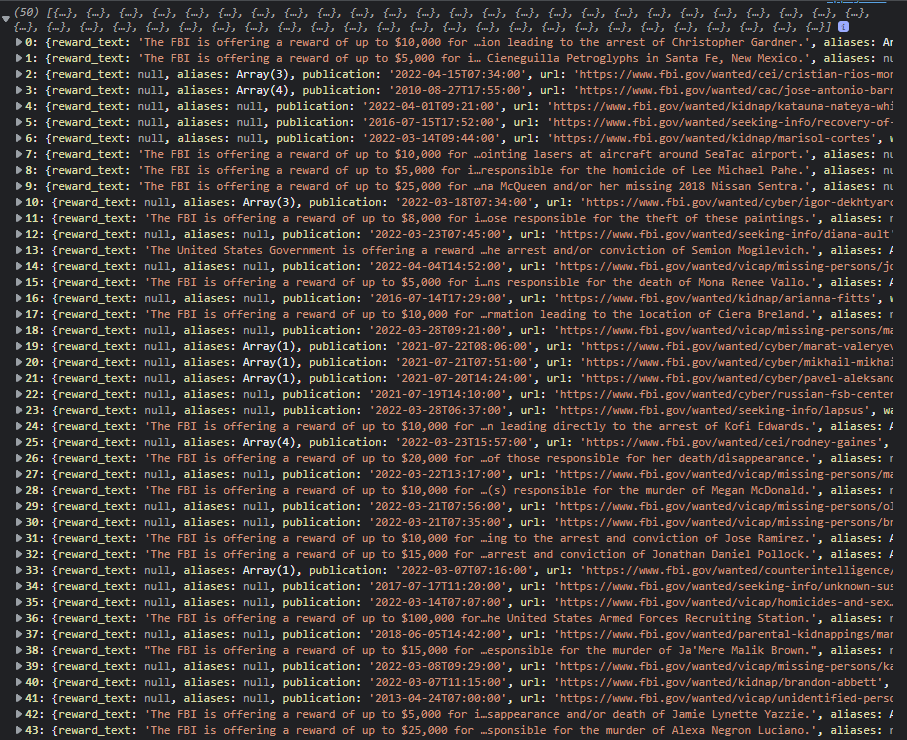 (50) [{…}, {…}, {…}, {…}, {…}, {…}, {…}, {…}, {…}, {…}, {…}, {…}, {…}, {…}, {…}, {…}, {…}, {…}, {…}, {…}, {…}, {…}, {…}, {…}, {…}, {…},
{…}, {…}, {…}, {…}, {…}, {…}, {…}, {…}, {…}, {…}, {…}, {…}, {…}, {…}, {…}, {…}, {…}, {…}, {…}, {…}, {…}, {…}, {…}, {…}] i
0: {reward_text: 'The FBI is offering a reward of up to $10,000 for …ion leading to the arrest of Christopher Gardner.', aliases: Ar
1: {reward_text: 'The FBI is offering a reward of up to $5,000 for i… Cieneguilla Petroglyphs in Santa Fe, New Mexico.', aliases: nu
2: {reward_text: null, aliases: Array(3), publication: '2022-04-15T07:34:00', url: 'https://www.fbi.gov/wanted/cei/cristian-rios-mor
3: {reward_text: null, aliases: Array(4), publication: '2010-08-27T17:55:00', url: 'https://www.fbi.gov/wanted/cac/jose-antonio-barr
4: {reward_text: null, aliases: null, publication: '2022-04-01T09:21:00', url: 'https://www.fbi.gov/wanted/kidnap/katauna-nateya-whi
5: {reward_text: null, aliases: null, publication: '2016-07-15T17:52:00', url: 'https://www.fbi.gov/wanted/seeking-info/recovery-of-
6: {reward_text: null, aliases: null, publication: '2022-03-14T09:44:00', url: 'https://www.fbi.gov/wanted/kidnap/marisol-cortes', w
7: {reward_text: 'The FBI is offering a reward of up to $10,000 for …ointing lasers at aircraft around SeaTac airport.', aliases: nu
8: {reward_text: 'The FBI is offering a reward of up to $5,000 for i…responsible for the homicide of Lee Michael Pahe.', aliases: nu
9: {reward_text: 'The FBI is offering a reward of up to $25,000 for …na McQueen and/or her missing 2018 Nissan Sentra.', aliases: nu
10: {reward_text: null, aliases: Array(3), publication: '2022-03-18T07:34:00', url: 'https://www.fbi.gov/wanted/cyber/igor-dekhtyarc
11: {reward_text: 'The FBI is offering a reward of up to $8,000 for i…ose responsible for the theft of these paintings.', aliases: n
12: {reward_text: null, aliases: null, publication: '2022-03-23T07:45:00', url: 'https://www.fbi.gov/wanted/seeking-info/diana-ault'
13: {reward_text: 'The United States Government is offering a reward …he arrest and/or conviction of Semion Mogilevich.', aliases: A
14: {reward_text: null, aliases: null, publication: '2022-04-04T14:52:00', url: 'https://www.fbi.gov/wanted/vicap/missing-persons/jo
15: {reward_text: 'The FBI is offering a reward of up to $5,000 for i…ns responsible for the death of Mona Renee Vallo.', aliases: A
16: {reward_text: null, aliases: null, publication: '2016-07-14T17:29:00', url: 'https://www.fbi.gov/wanted/kidnap/arianna-fitts', w
17: {reward_text: 'The FBI is offering a reward of up to $10,000 for …rmation leading to the location of Ciera Breland.', aliases: n
18: {reward_text: null, aliases: null, publication: '2022-03-28T09:21:00', url: 'https://www.fbi.gov/wanted/vicap/missing-persons/ma
19: {reward_text: null, aliases: Array(1), publication: '2021-07-22T08:06:00', url: 'https://www.fbi.gov/wanted/cyber/marat-valeryev
20: {reward_text: null, aliases: Array(1), publication: '2021-07-21T07:51:00', url: 'https://www.fbi.gov/wanted/cyber/mikhail-mikhai
21: {reward_text: null, aliases: Array(1), publication: '2021-07-20T14:24:00', url: 'https://www.fbi.gov/wanted/cyber/pavel-aleksand
22: {reward_text: null, aliases: null, publication: '2021-07-19T14:10:00', url: 'https://www.fbi.gov/wanted/cyber/russian-fsb-center
23: {reward_text: null, aliases: null, publication: '2022-03-28T06:37:00', url: 'https://www.fbi.gov/wanted/seeking-info/lapsus', wa
24: {reward_text: 'The FBI is offering a reward of up to $10,000 for …n leading directly to the arrest of Kofi Edwards.', aliases: A
25: {reward_text: null, aliases: Array(4), publication: '2022-03-23T15:57:00', url: 'https://www.fbi.gov/wanted/cei/rodney-gaines',
26: {reward_text: 'The FBI is offering a reward of up to $20,000 for …of those responsible for her death/disappearance.', aliases: n
27: {reward_text: null, aliases: null, publication: '2022-03-22T13:17:00', url: 'https://www.fbi.gov/wanted/vicap/missing-persons/ma
28: {reward_text: 'The FBI is offering a reward of up to $10,000 for …(s) responsible for the murder of Megan McDonald.', aliases: n
29: {reward_text: null, aliases: null, publication: '2022-03-21T07:56:00', url: 'https://www.fbi.gov/wanted/vicap/missing-persons/ol
30: {reward_text: null, aliases: null, publication: '2022-03-21T07:35:00', url: 'https://www.fbi.gov/wanted/vicap/missing-persons/br
31: {reward_text: 'The FBI is offering a reward of up to $10,000 for …ing to the arrest and conviction of Jose Ramirez.', aliases: A
32: {reward_text: 'The FBI is offering a reward of up to $15,000 for …arrest and conviction of Jonathan Daniel Pollock.', aliases: A
33: {reward_text: null, aliases: Array(1), publication: '2022-03-07T07:16:00', url: 'https://www.fbi.gov/wanted/counterintelligence/
34: {reward_text: null, aliases: null, publication: '2017-07-17T11:20:00', url: 'https://www.fbi.gov/wanted/seeking-info/unknown-sus
35: {reward_text: null, aliases: null, publication: '2022-03-14T07:07:00', url: 'https://www.fbi.gov/wanted/vicap/homicides-and-sex…
36: {reward_text: 'The FBI is offering a reward of up to $100,000 for…he United States Armed Forces Recruiting Station.', aliases: n
37: {reward_text: null, aliases: null, publication: '2018-06-05T14:42:00', url: 'https://www.fbi.gov/wanted/parental-kidnappings/mar
38: {reward_text: "The FBI is offering a reward of up to $15,000 for …esponsible for the murder of Ja'Mere Malik Brown.", aliases: n
39: {reward_text: null, aliases: null, publication: '2022-03-08T09:29:00', url: 'https://www.fbi.gov/wanted/vicap/missing-persons/ka
40: {reward_text: null, aliases: null, publication: '2022-03-07T11:15:00', url: 'https://www.fbi.gov/wanted/kidnap/brandon-abbett',
41: {reward_text: null, aliases: null, publication: '2013-04-24T07:00:00', url: 'https://www.fbi.gov/wanted/vicap/unidentified-perso
42: {reward_text: 'The FBI is offering a reward of up to $5,000 for i…sappearance and/or death of Jamie Lynette Yazzie.', aliases: A
43: {reward_text: 'The FBI is offering a reward of up to $25,000 for …sponsible for the murder of Alexa Negron Luciano.', aliases: n